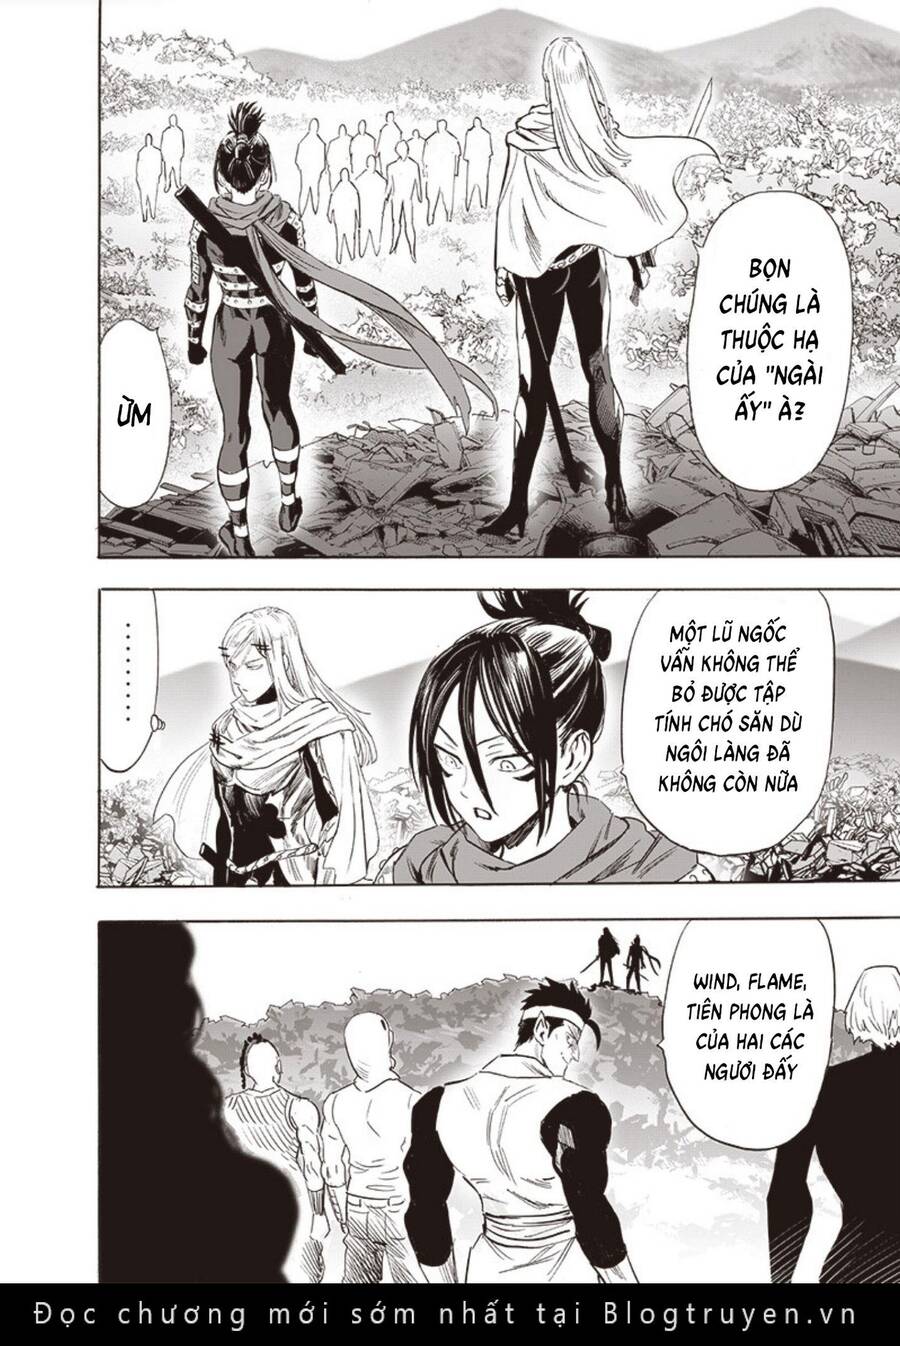 BỌN
CHÚNG LÀ
THUỘC HẠ
CỦA "NGÀI
ẤY" À?
ỪM
MỘT LŨ NGỐC
VẪN KHÔNG THỂ
BỎ ĐƯỢC TẬP
TÍNH CHÓ SĂN DÙ
NGÔI LÀNG ĐÃ
KHÔNG CÒN NỮA
........
WIND, FLAME,
TIÊN PHONG LÀ
CỦA HAI CÁC
NGƯƠI ĐẤY
Đọc chương mới sớm nhất tại Blogtruyen.vn